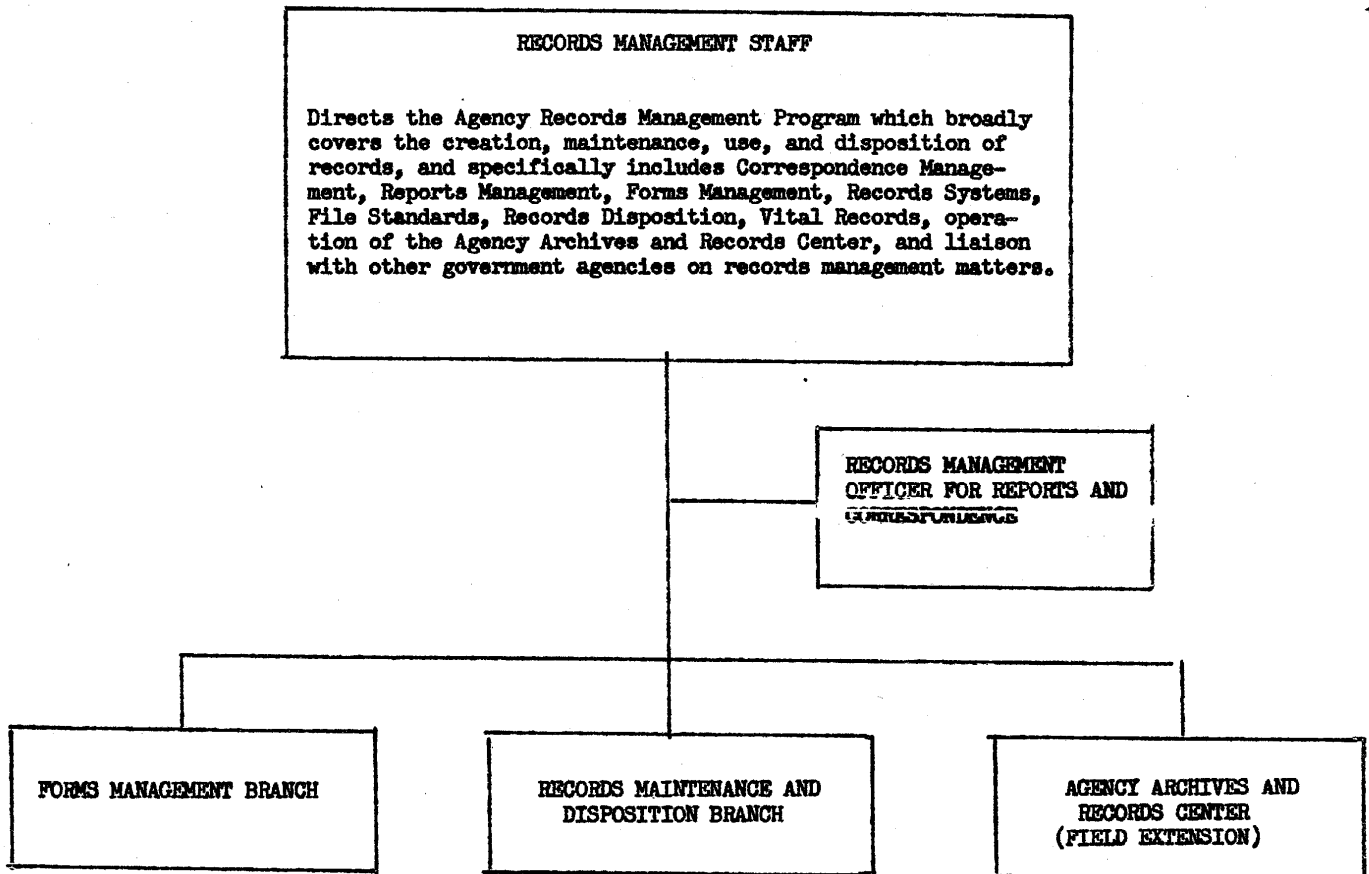 RECORDS MANAGEMENT STAFF
Directs the Agency Records Management Program which broadly
covers the creation, maintenance, use, and disposition of
records, and specifically includes Correspondence Manage-
ment, Reports Management, Forms Management, Records Systems,
File Standards, Records Disposition, Vital Records, opera-
tion of the Agency Archives and Records Center, and liaison
with other government agencies on records management matters.
RECORDS MANAGEMENT
OFFICER FOR REPORTS AND
CORRESPONDENCE
FORMS MANAGEMENT BRANCH
RECORDS MAINTENANCE AND
DISPOSITION BRANCH
AGENCY ARCHIVES AND
RECORDS CENTER
(FIELD EXTENSION)